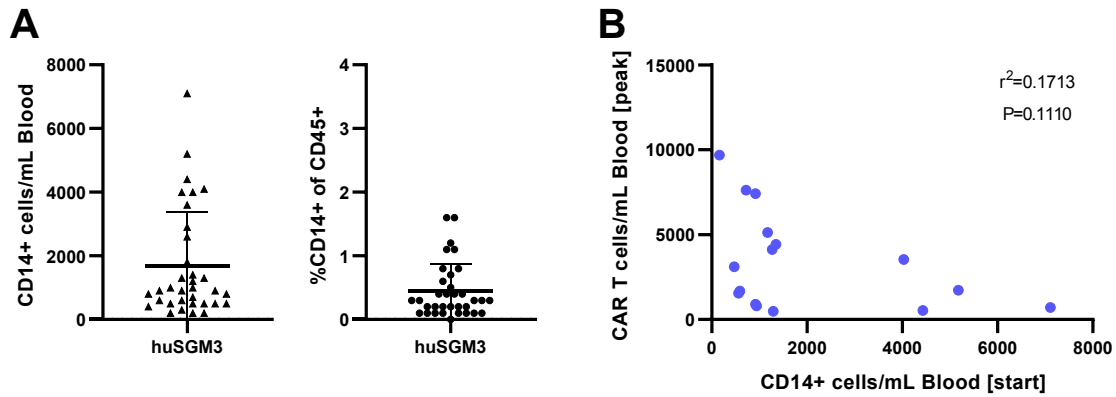 A
CD14+ cells/mL Blood
8000
6000
4000
2000
0
huSGM3
%CD14+ of CD45+
4
3
2
1
0
huSGM3
B
CAR T cells/mL Blood [peak]
15000
10000
5000
0
r²=0.1713
P=0.1110
0 2000 4000 6000 8000
CD14+ cells/mL Blood [start]